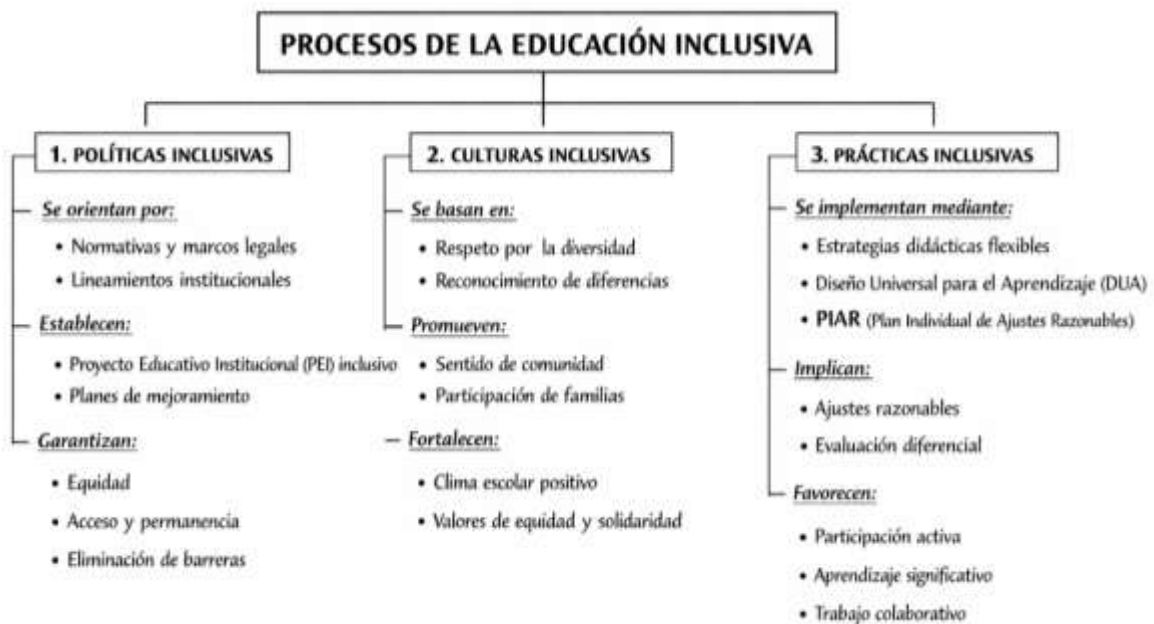 PROCESOS DE LA EDUCACIÓN INCLUSIVA
1. POLÍTICAS INCLUSIVAS
Se orientan por:
• Normativas y marcos legales
• Lineamientos institucionales
Establecen:
• Proyecto Educativo Institucional (PEI) inclusivo
• Planes de mejoramiento
Garantizan:
• Equidad
• Acceso y permanencia
• Eliminación de barreras
2. CULTURAS INCLUSIVAS
Se basan en:
• Respeto por la diversidad
• Reconocimiento de diferencias
Promueven:
• Sentido de comunidad
• Participación de familias
Fortalecen:
• Clima escolar positivo
• Valores de equidad y solidaridad
3. PRÁCTICAS INCLUSIVAS
Se implementan mediante:
• Estrategias didácticas flexibles
• Diseño Universal para el Aprendizaje (DUA)
• PIAR (Plan Individual de Ajustes Razonables)
Implican:
• Ajustes razonables
• Evaluación diferencial
Favorecen:
• Participación activa
• Aprendizaje significativo
• Trabajo colaborativo